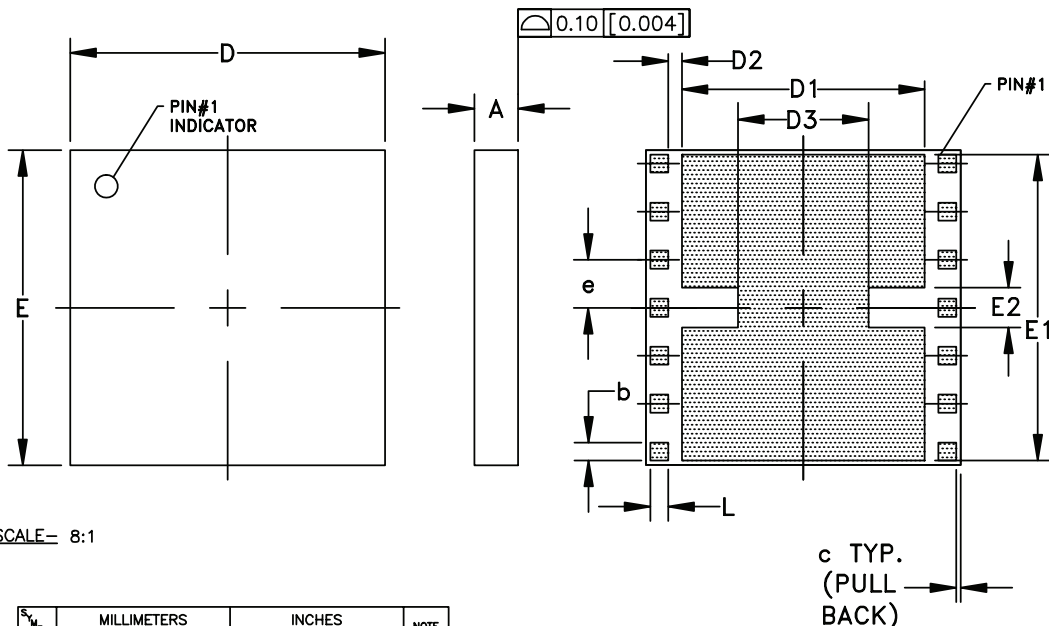 0.10 [0.004]
D
D2
D1
A
PIN#1
PIN#1
INDICATOR
D3
e
E
E2
E1
b
L
SCALE- 8:1
c TYP.
(PULL
BACK)
SYM
MILLIMETERS
INCHES
NOTE